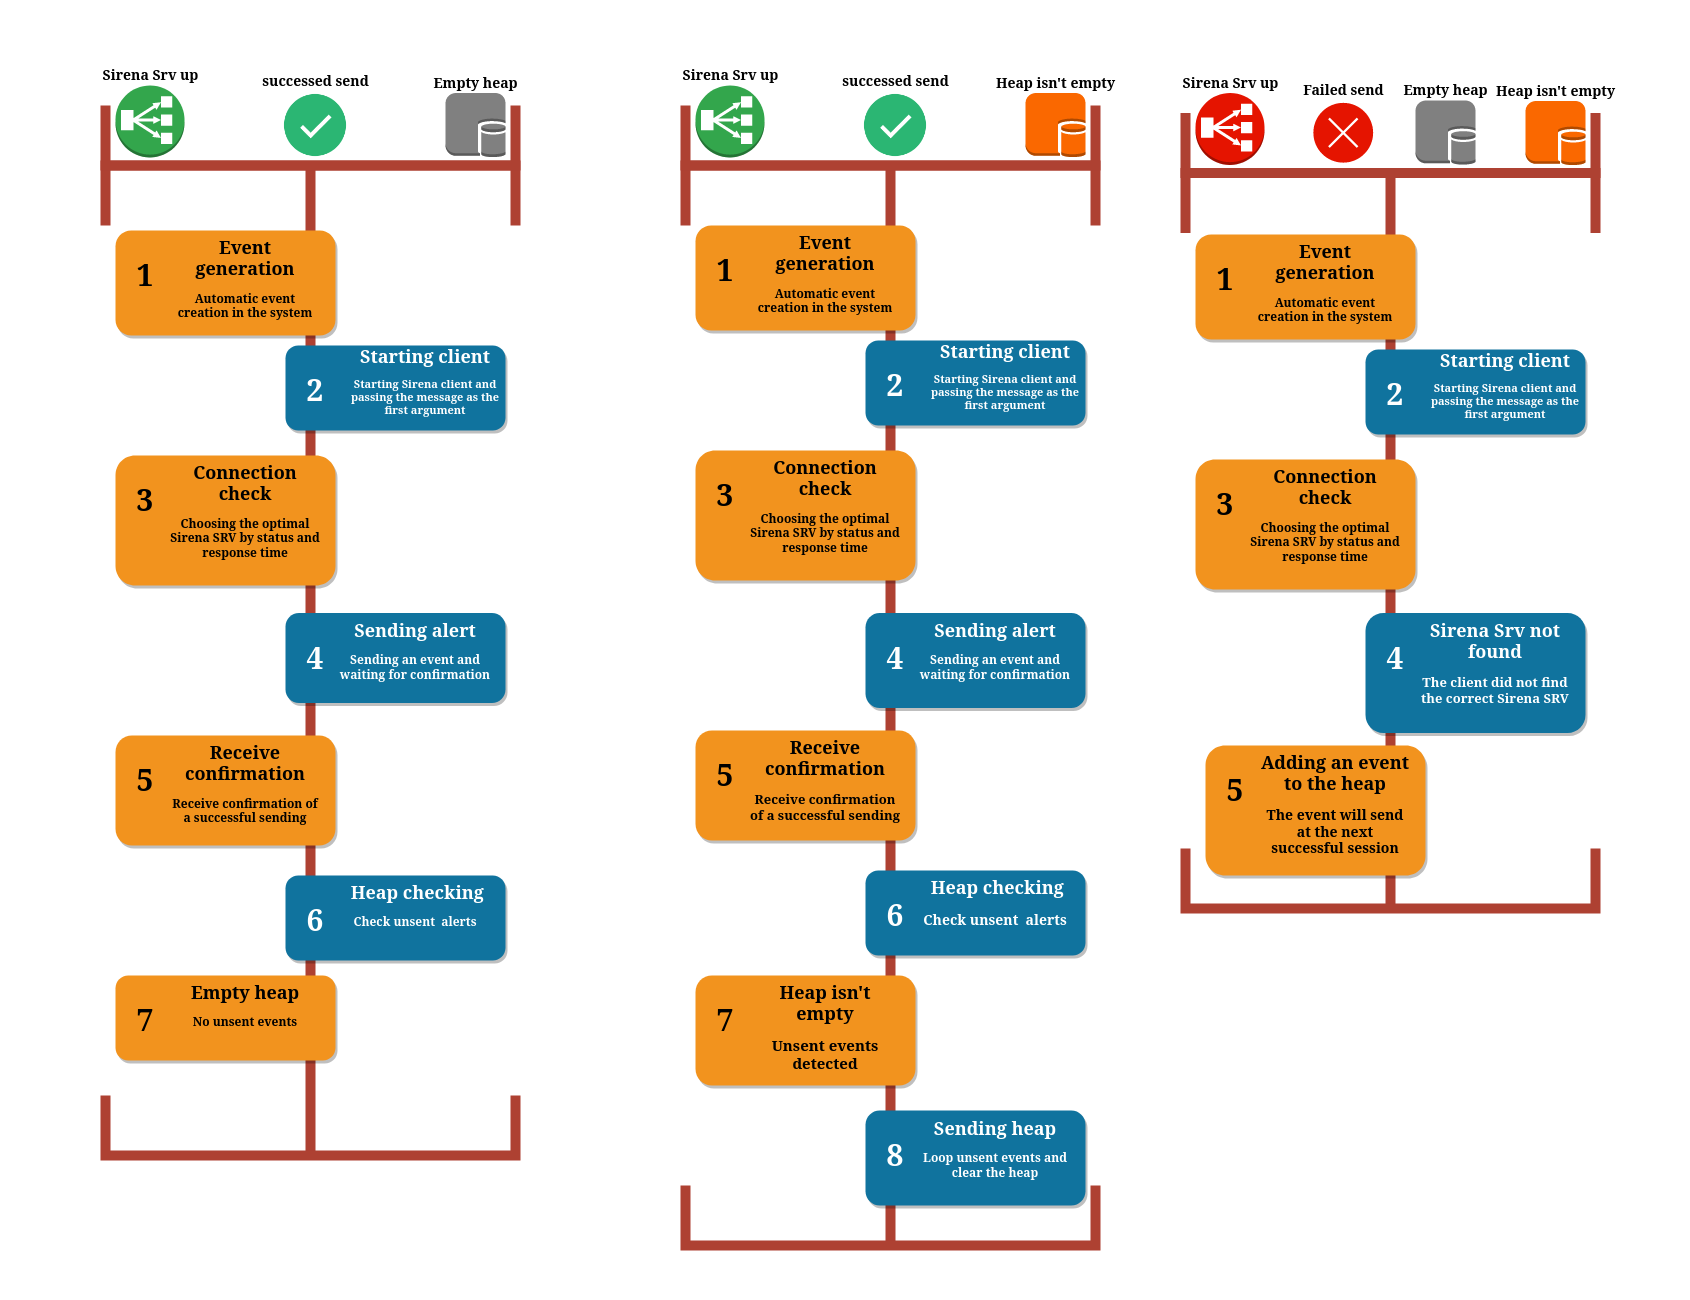 Sirena Srv up
successed send
Empty heap
1
Event
generation
Automatic event
creation in the system
2
Starting client
Starting Sirena client and
passing the message as the
first argument
3
Connection
check
Choosing the optimal
Sirena SRV by status and
response time
4
Sending alert
Sending an event and
waiting for confirmation
5
Receive
confirmation
Receive confirmation of
a successful sending
6
Heap checking
Check unsent  alerts
7
Empty heap
No unsent events
Sirena Srv up
successed send
Heap isn't empty
1
Event
generation
Automatic event
creation in the system
2
Starting client
Starting Sirena client and
passing the message as the
first argument
3
Connection
check
Choosing the optimal
Sirena SRV by status and
response time
4
Sending alert
Sending an event and
waiting for confirmation
5
Receive
confirmation
Receive confirmation
of a successful sending
6
Heap checking
Check unsent  alerts
7
Heap isn't
empty
Unsent events
detected
8
Sending heap
Loop unsent events and
clear the heap
Sirena Srv up
Failed send
Empty heap
Heap isn't empty
1
Event
generation
Automatic event
creation in the system
2
Starting client
Starting Sirena client and
passing the message as the
first argument
3
Connection
check
Choosing the optimal
Sirena SRV by status and
response time
4
Sirena Srv not
found
The client did not find
the correct Sirena SRV
5
Adding an event
to the heap
The event will send
at the next
successful session